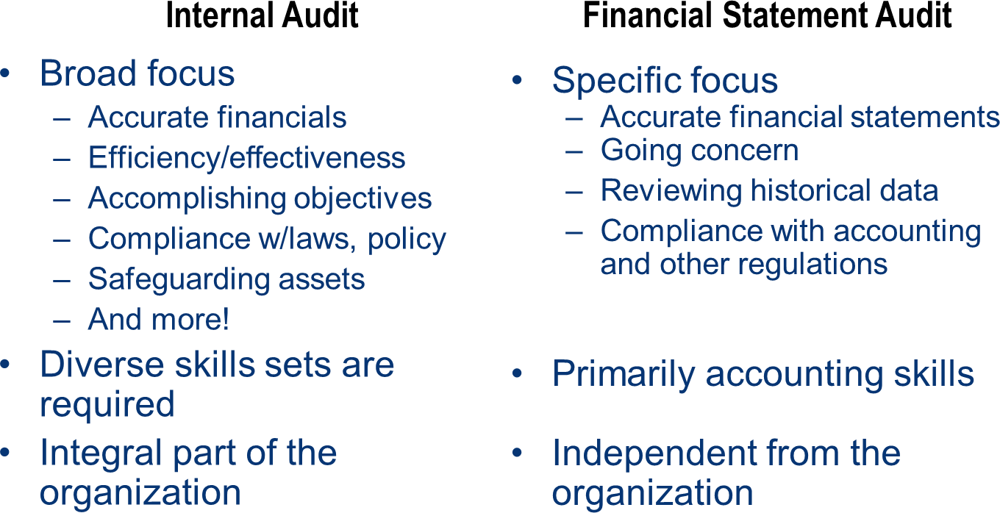 Internal Audit
• Broad focus
– Accurate financials
– Efficiency/effectiveness
– Accomplishing objectives
– Compliance w/laws, policy
– Safeguarding assets
– And more!
• Diverse skills sets are
required
• Integral part of the
organization
Financial Statement Audit
• Specific focus
– Accurate financial statements
– Going concern
– Reviewing historical data
– Compliance with accounting
and other regulations
• Primarily accounting skills
• Independent from the
organization